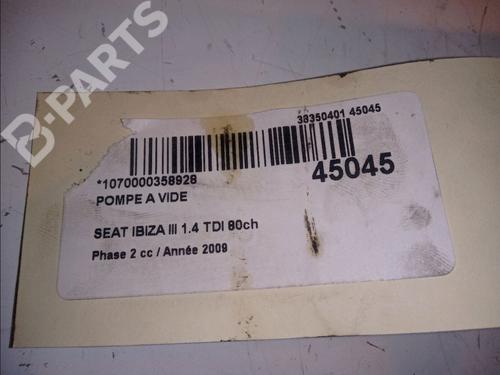 B-PARTS
38350401 45045
*1070000358928
45045
POMPE A VIDE
SEAT IBIZA III 1.4 TDI 80ch
Phase 2 cc / Année 2009